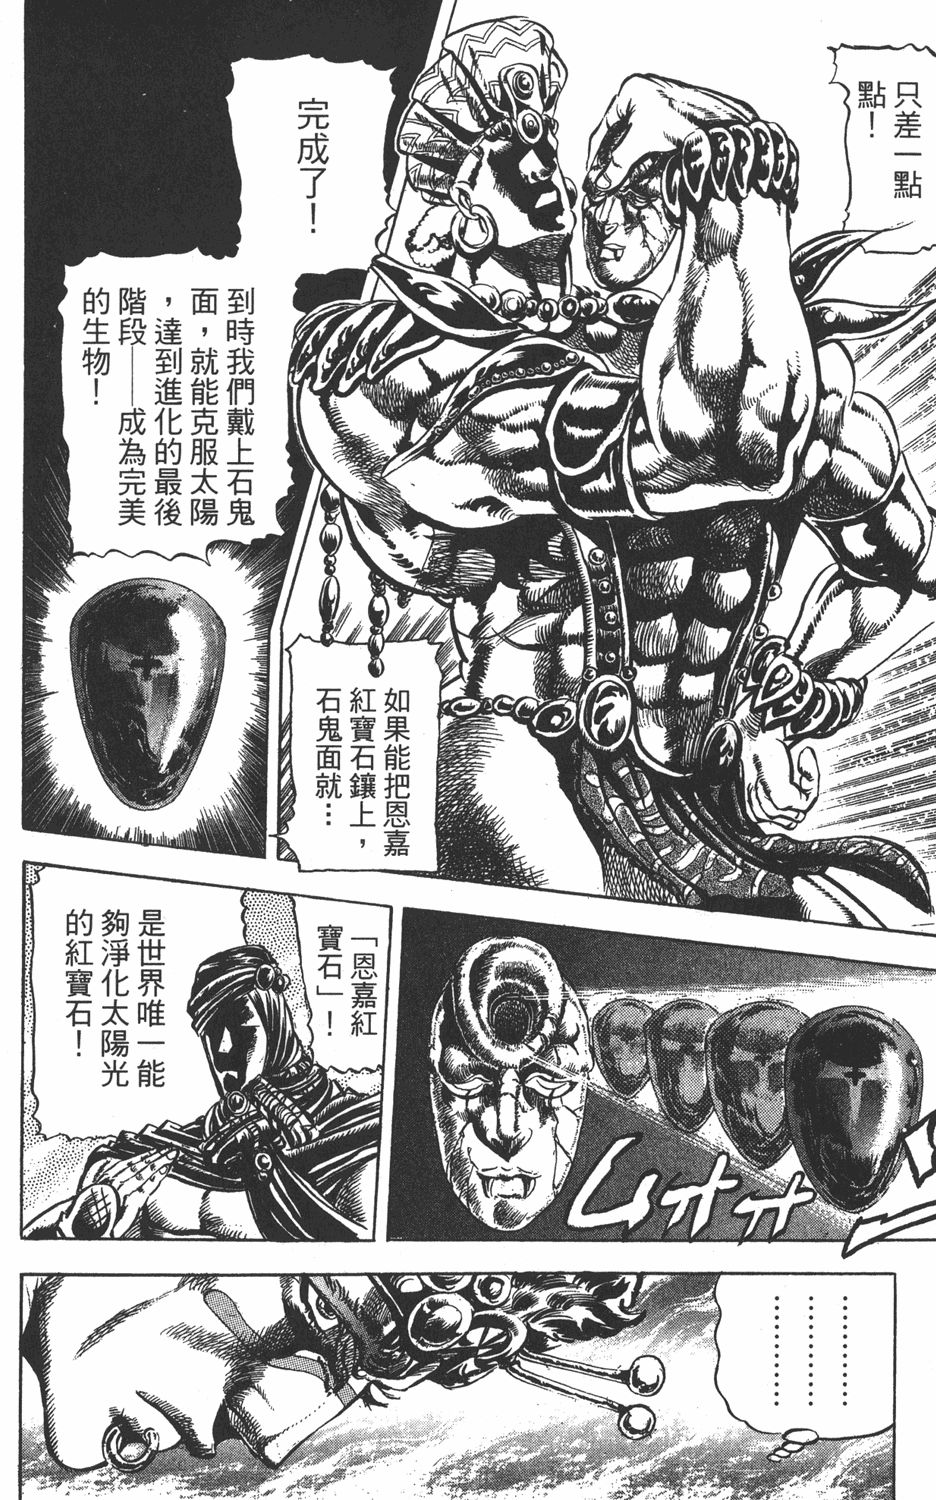 只差一點
點！
完成了！
到時我們戴上石鬼
面，就能克服太陽
，達到進化的最後
階段——成為完美
的生物！
如果能把恩嘉
紅寶石鑲上，
石鬼面就…
「恩嘉紅
寶石」！
是世界唯一能
夠淨化太陽光
的紅寶石！
ムォオォ
………
………
………